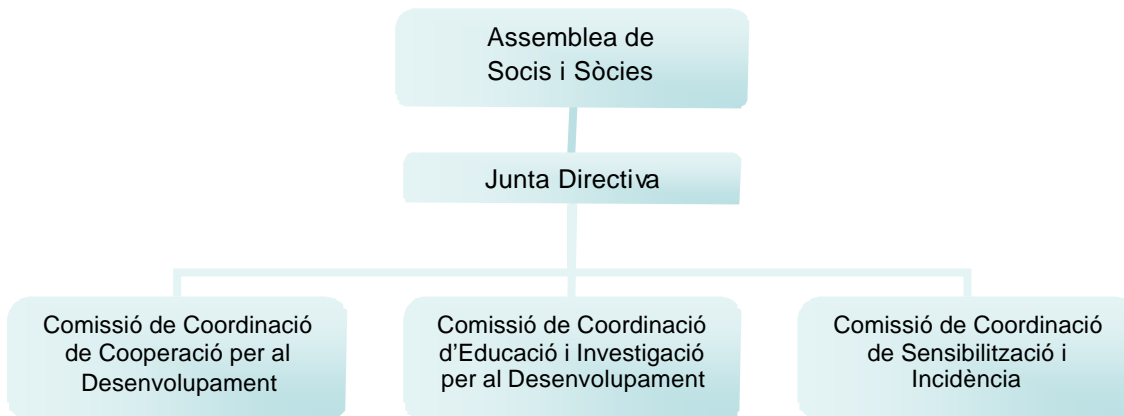 Assemblea de
Socis i Sòcies
Junta Directiva
Comissió de Coordinació
de Cooperació per al
Desenvolupament
Comissió de Coordinació
d’Educació i Investigació
per al Desenvolupament
Comissió de Coordinació
de Sensibilització i
Incidència